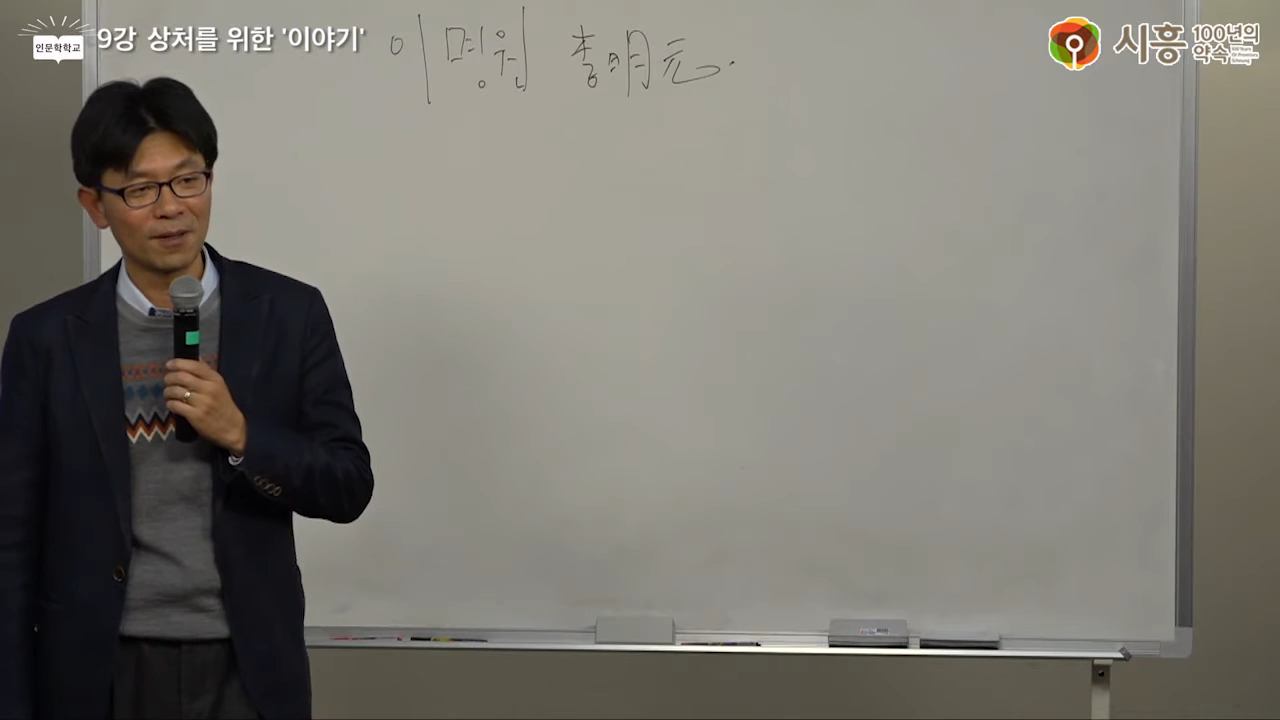 인문학학교
9강 상처를 위한 '이야기'
시흥 100년의 약속
이명원 李明元.